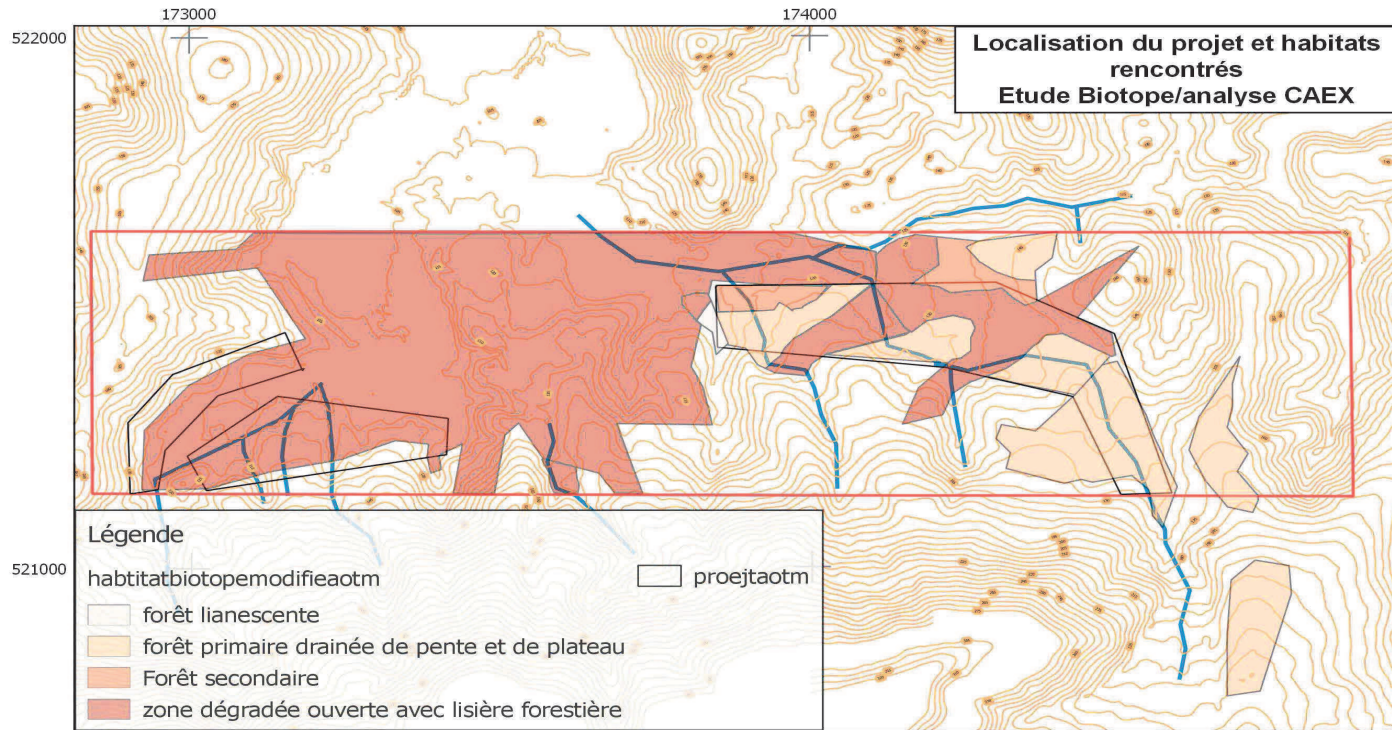 173000
174000
522000
Localisation du projet et habitats
rencontrés
Etude Biotope/analyse CAEX
521000
Légende
habtitatbiotopemodifieaotm
proejtaotm
forêt lianescente
forêt primaire drainée de pente et de plateau
Forêt secondaire
zone dégradée ouverte avec lisière forestière